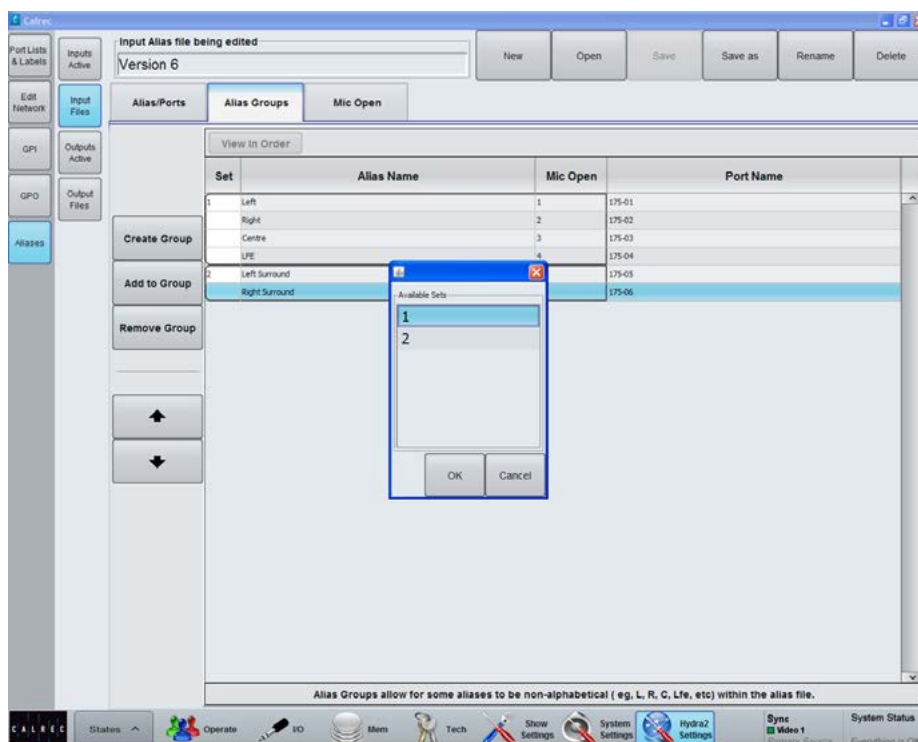 Calrec
Port Lists & Labels
Edit Network
GPI
GPO
Aliases
Inputs Active
Input Files
Outputs Active
Output Files
Input Alias file being edited
Version 6
New Open Save Save as Rename Delete
Alias/Ports Alias Groups Mic Open
View In Order
Create Group
Add to Group
Remove Group
Set Alias Name Mic Open Port Name
1 Left 1 175-01
Right 2 175-02
Centre 3 175-03
LFE 4 175-04
2 Left Surround 175-05
Right Surround 175-06
Available Sets
1
2
OK Cancel
Alias Groups allow for some aliases to be non-alphabetical ( eg, L, R, C, Lfe, etc) within the alias file.
CALREC Status Operate I/O Mem Tech Show Settings System Settings Hydra2 Settings
Sync
Video 1
System Status